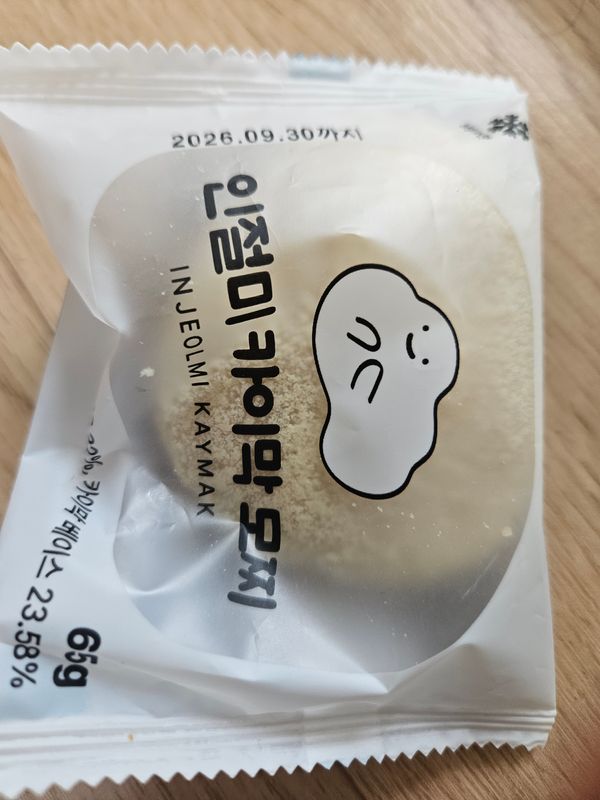 2026.09.30까지
인절미 카이막 모찌
INJEOLMI KAYMAK
카이막베이스 23.58%
65g